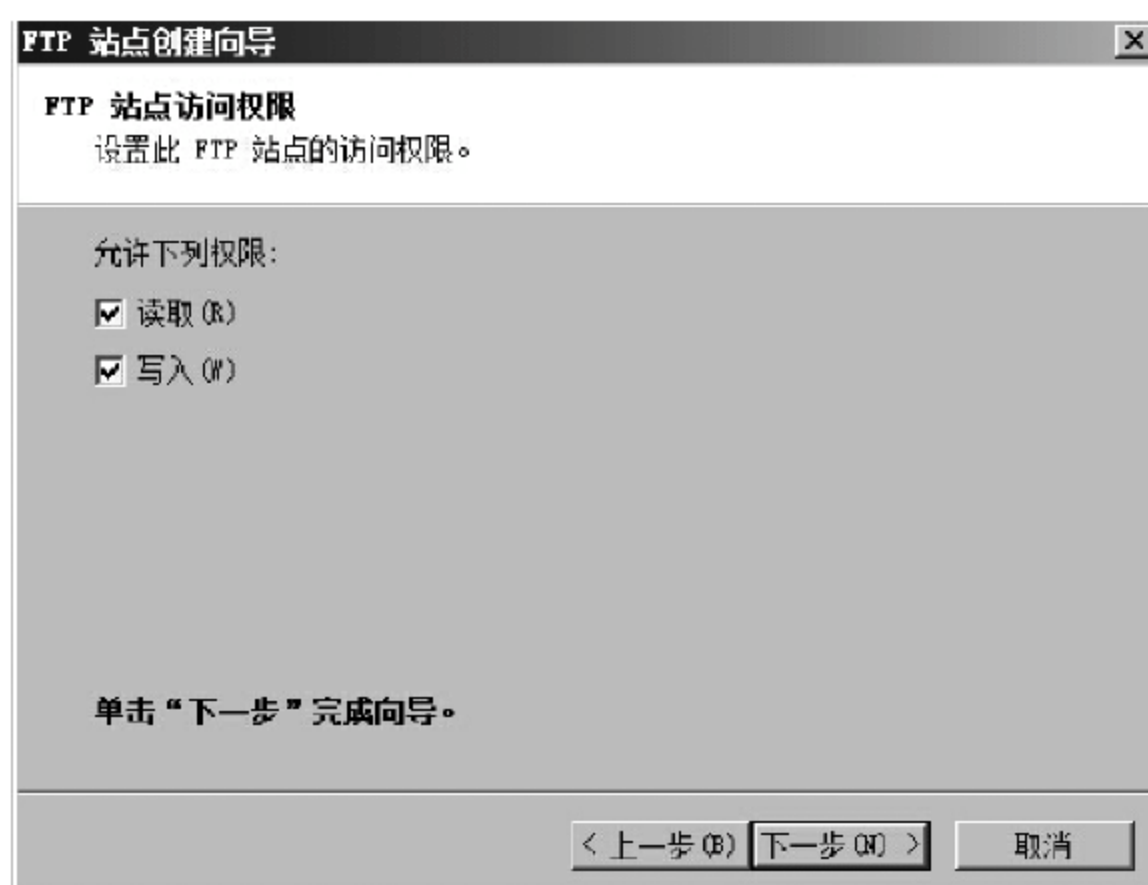 FTP 站点创建向导
FTP 站点访问权限
设置此 FTP 站点的访问权限。
允许下列权限:
读取(R)
写入(W)
单击“下一步”完成向导。
< 上一步(B) 下一步(N) > 取消